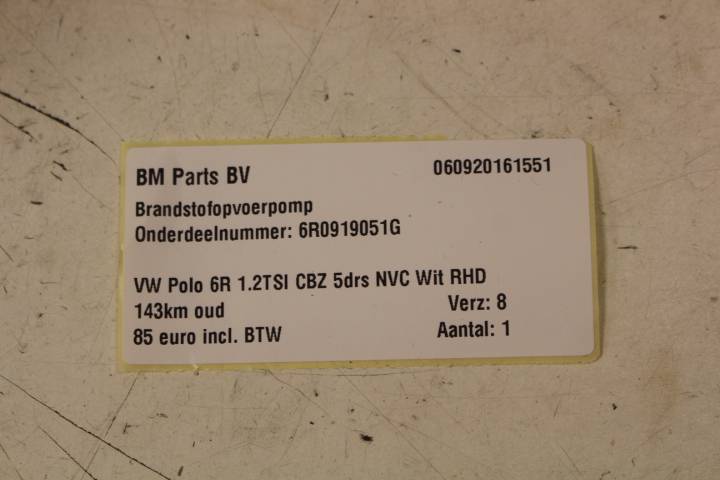 BM Parts BV 060920161551
Brandstofopvoerpomp
Onderdeelnummer: 6R0919051G
VW Polo 6R 1.2TSI CBZ 5drs NVC Wit RHD
143km oud Verz: 8
85 euro incl. BTW Aantal: 1